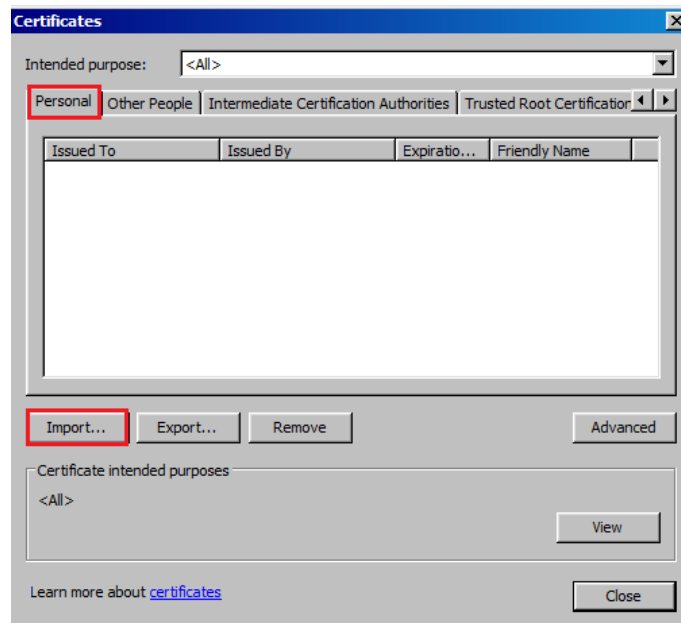 Certificates
Intended purpose: <All>
Personal Other People Intermediate Certification Authorities Trusted Root Certification
Issued To Issued By Expiratio... Friendly Name
Import... Export... Remove Advanced
Certificate intended purposes
<All>
View
Learn more about certificates
Close